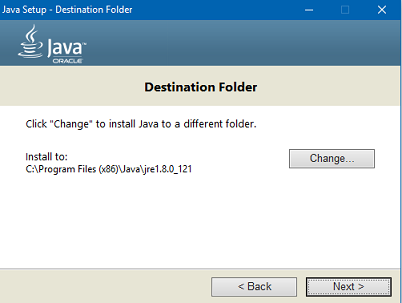 Java Setup - Destination Folder
Java™
ORACLE
Destination Folder
Click "Change" to install Java to a different folder.
Install to:
C:\Program Files (x86)\Java\jre1.8.0_121
Change...
< Back
Next >